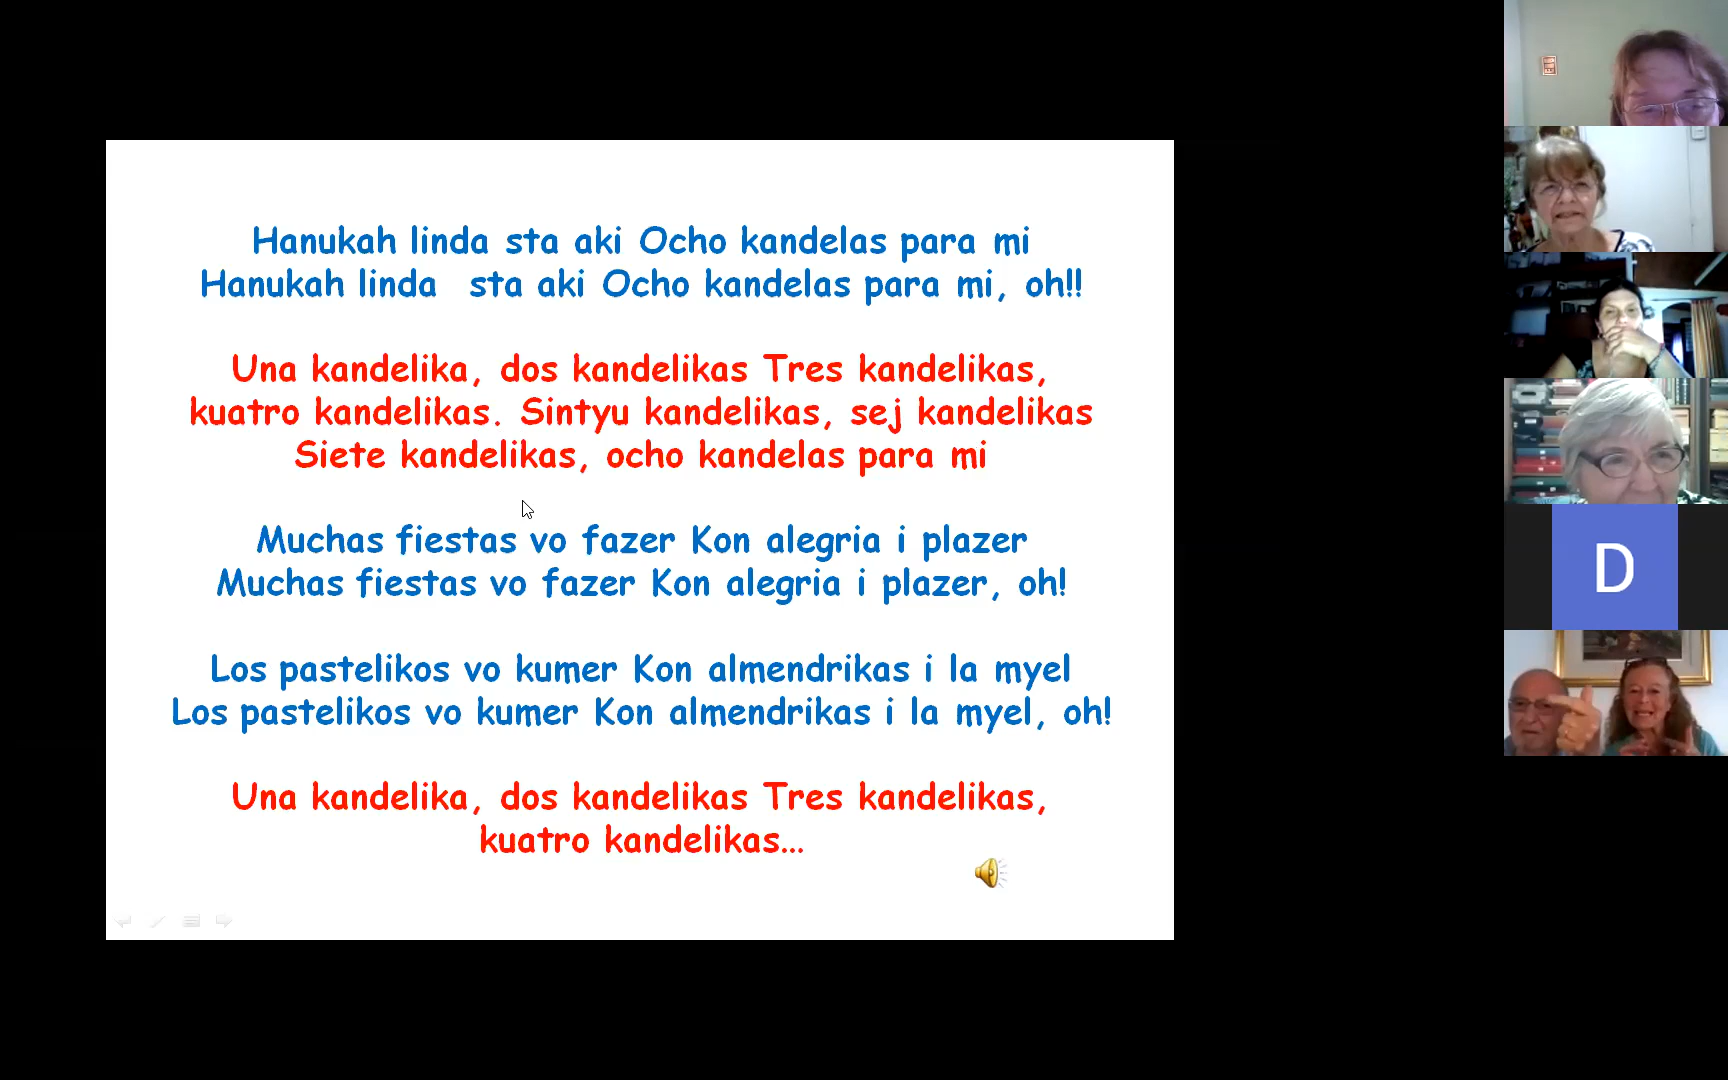 Hanukah linda sta aki Ocho kandelas para mi
Hanukah linda sta aki Ocho kandelas para mi, oh!!
Una kandelika, dos kandelikas Tres kandelikas,
kuatro kandelikas. Sintyu kandelikas, sej kandelikas
Siete kandelikas, ocho kandelas para mi
Muchas fiestas vo fazer Kon alegria i plazer
Muchas fiestas vo fazer Kon alegria i plazer, oh!
Los pastelikos vo kumer Kon almendrikas i la myel
Los pastelikos vo kumer Kon almendrikas i la myel, oh!
Una kandelika, dos kandelikas Tres kandelikas,
kuatro kandelikas...
D